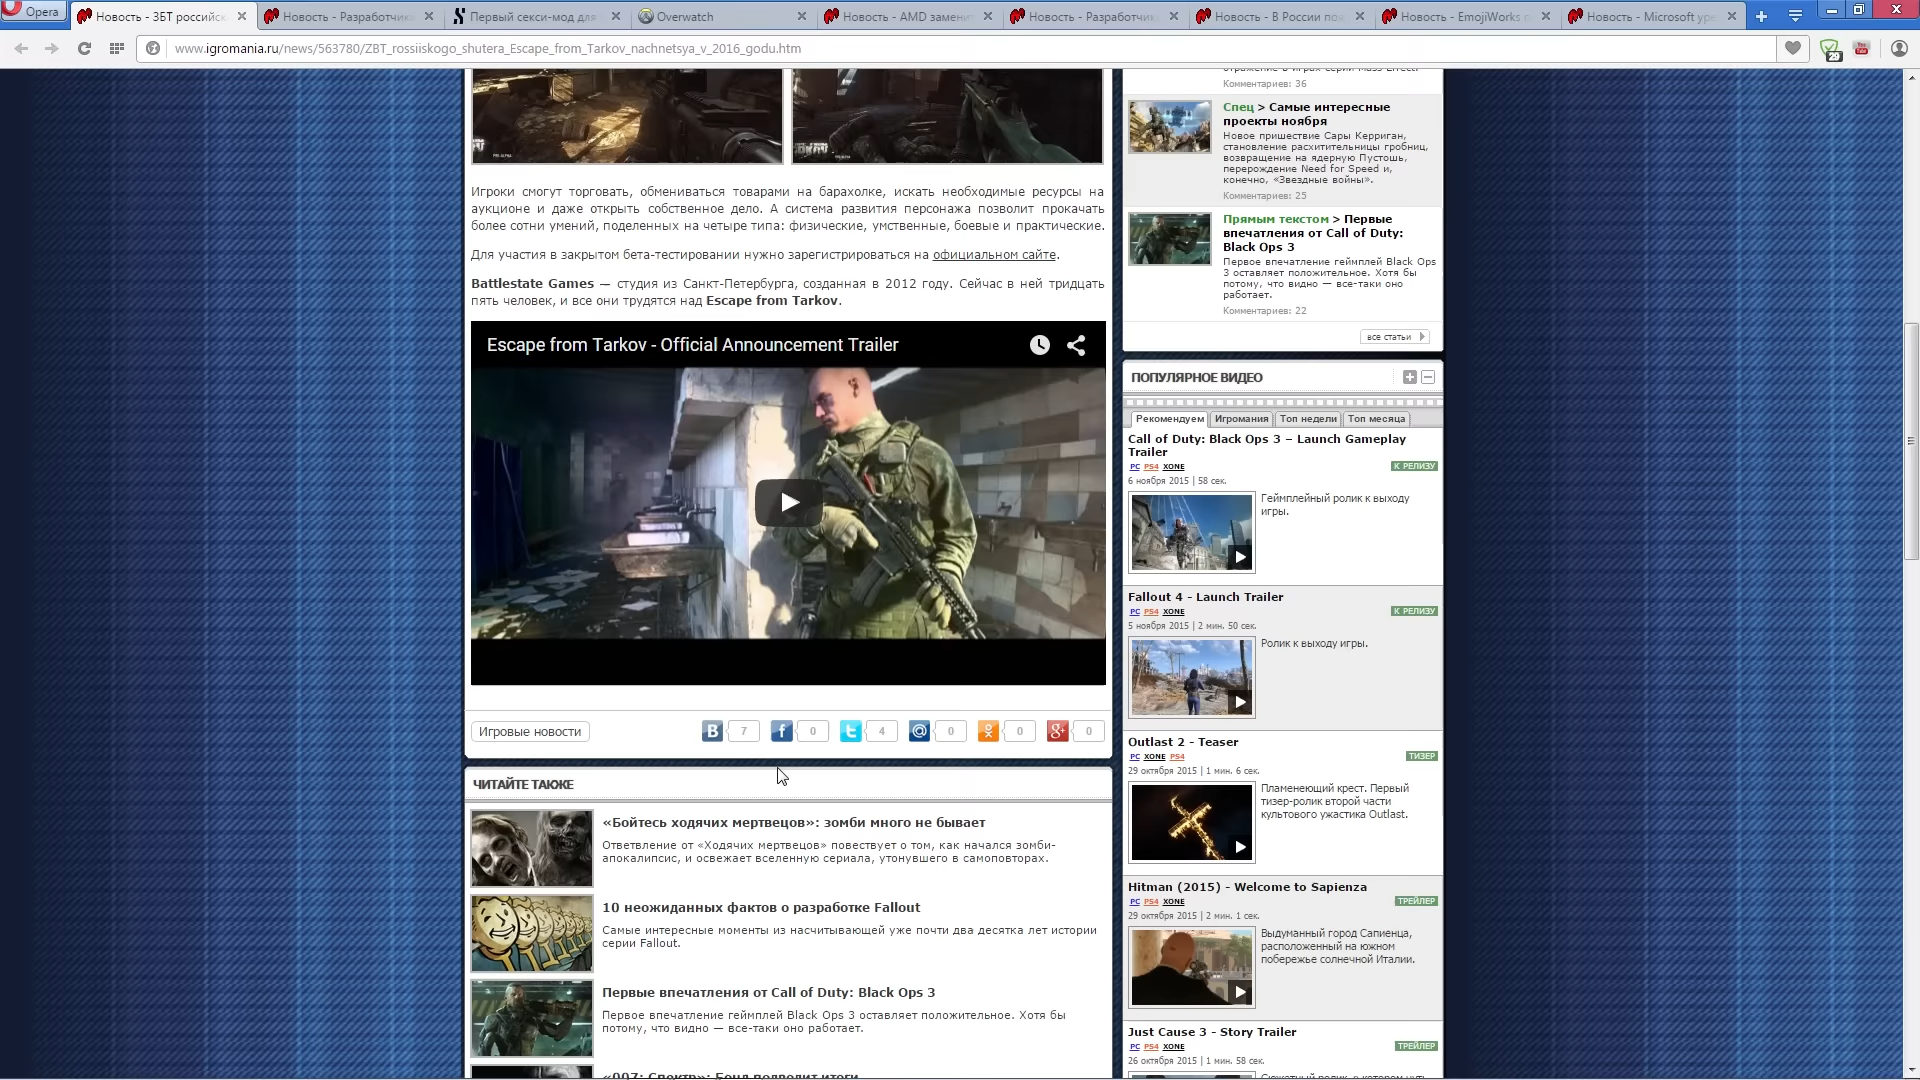 Opera
Новость - ЗБТ российск
Новость - Разработчик
Первый секси-мод для
Overwatch
Новость - AMD замени
Новость - Разработчик
Новость - В России по
Новость - EmojiWorks
Новость - Microsoft уре
www.igromania.ru/news/563780/ZBT_rossiiskogo_shutera_Escape_from_Tarkov_nachnetsya_v_2016_godu.htm
29
Игроки смогут торговать, обмениваться товарами на барахолке, искать необходимые ресурсы на
аукционе и даже открыть собственное дело. А система развития персонажа позволит прокачать
более сотни умений, поделенных на четыре типа: физические, умственные, боевые и практические.
Для участия в закрытом бета-тестировании нужно зарегистрироваться на официальном сайте.
Battlestate Games — студия из Санкт-Петербурга, созданная в 2012 году. Сейчас в ней тридцать
пять человек, и все они трудятся над Escape from Tarkov.
Escape from Tarkov - Official Announcement Trailer
Игровые новости
7
0
4
0
0
0
ЧИТАЙТЕ ТАКЖЕ
«Бойтесь ходячих мертвецов»: зомби много не бывает
Ответвление от «Ходячих мертвецов» повествует о том, как начался зомби-
апокалипсис, и освежает вселенную сериала, утонувшего в самоповторах.
10 неожиданных фактов о разработке Fallout
Самые интересные моменты из насчитывающей уже почти два десятка лет истории
серии Fallout.
Первые впечатления от Call of Duty: Black Ops 3
Первое впечатление геймплей Black Ops 3 оставляет положительное. Хотя бы
потому, что видно — все-таки оно работает.
«007: Спектр»: Бонд подводит итоги
отражение в играх серии Mass Effect.
Комментариев: 36
Спец > Самые интересные
проекты ноября
Новое пришествие Сары Керриган,
становление расхитительницы гробниц,
возвращение на ядерную Пустошь,
перерождение Need for Speed и,
конечно, «Звездные войны».
Комментариев: 25
Прямым текстом > Первые
впечатления от Call of Duty:
Black Ops 3
Первое впечатление геймплей Black Ops
3 оставляет положительное. Хотя бы
потому, что видно — все-таки оно
работает.
Комментариев: 22
все статьи
ПОПУЛЯРНОЕ ВИДЕО
Рекомендуем Игромания Топ недели Топ месяца
Call of Duty: Black Ops 3 – Launch Gameplay
Trailer
PC PS4 XONE К РЕЛИЗУ
6 ноября 2015 | 58 сек.
Геймплейный ролик к выходу
игры.
Fallout 4 - Launch Trailer
PC PS4 XONE К РЕЛИЗУ
5 ноября 2015 | 2 мин. 50 сек.
Ролик к выходу игры.
Outlast 2 - Teaser
PC XONE PS4 ТИЗЕР
29 октября 2015 | 1 мин. 6 сек.
Пламенеющий крест. Первый
тизер-ролик второй части
культового ужастика Outlast.
Hitman (2015) - Welcome to Sapienza
PC PS4 XONE ТРЕЙЛЕР
29 октября 2015 | 2 мин. 1 сек.
Выдуманный город Сапиенца,
расположенный на южном
побережье солнечной Италии.
Just Cause 3 - Story Trailer
PC PS4 XONE ТРЕЙЛЕР
26 октября 2015 | 1 мин. 58 сек.